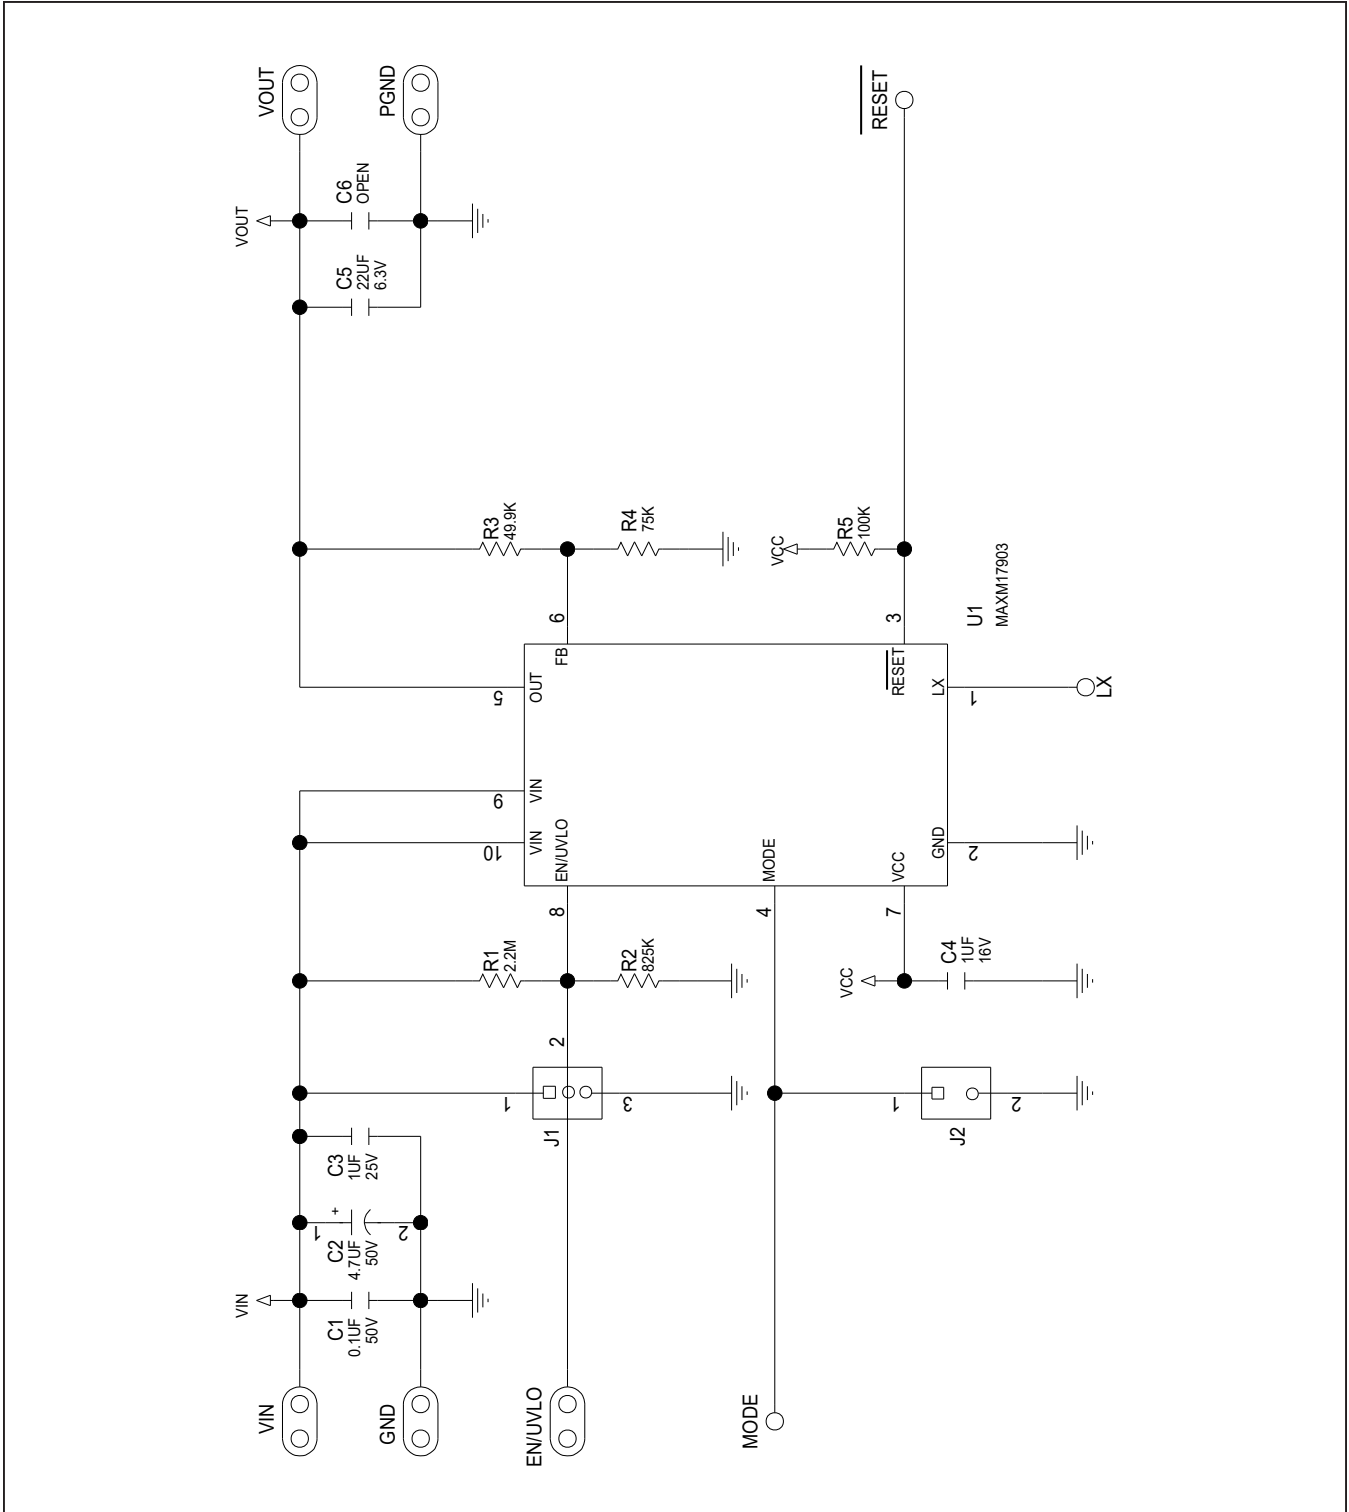 VIN
GND
EN/UVLO
MODE
VIN
C1
0.1UF
50V
1
+
2
C2
4.7UF
50V
C3
1UF
25V
J1
1
2
3
J2
1
2
R1
2.2M
R2
825K
VCC
C4
1UF
16V
10
9
5
8
4
7
6
3
2
1
VIN
VIN
OUT
EN/UVLO
FB
MODE
VCC
RESET
GND
LX
U1
MAXM17903
LX
R3
49.9K
R4
75K
VCC
R5
100K
C5
22UF
6.3V
C6
OPEN
VOUT
VOUT
PGND
RESET